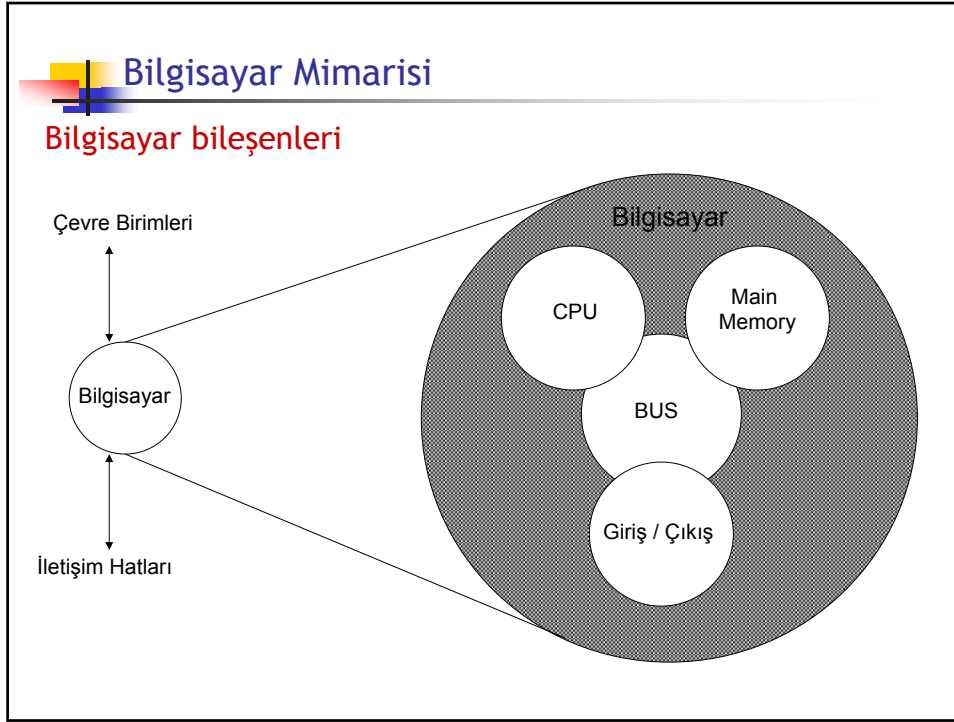 Bilgisayar Mimarisi
Bilgisayar bileşenleri
Çevre Birimleri
Bilgisayar
İletişim Hatları
Bilgisayar
CPU
Main
Memory
BUS
Giriş / Çıkış